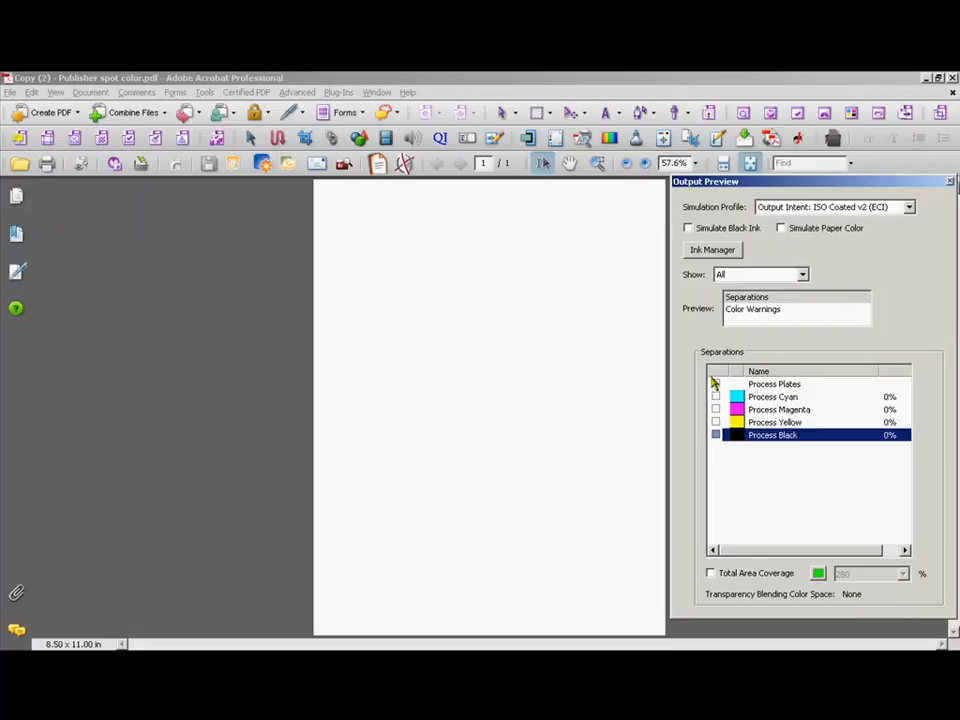 Copy (2) - Publisher spot color.pdf - Adobe Acrobat Professional
File Edit View Document Comments Forms Tools Certified PDF Advanced Plug-Ins Window Help
Create PDF Combine Files Forms
QI
1 / 1 57.6% Find
Output Preview
Simulation Profile: Output Intent: ISO Coated v2 (ECI)
Simulate Black Ink Simulate Paper Color
Ink Manager
Show: All
Preview: Separations
Color Warnings
Separations
Name
Process Plates
Process Cyan 0%
Process Magenta 0%
Process Yellow 0%
Process Black 0%
Total Area Coverage 280 %
Transparency Blending Color Space: None
8.50 x 11.00 in